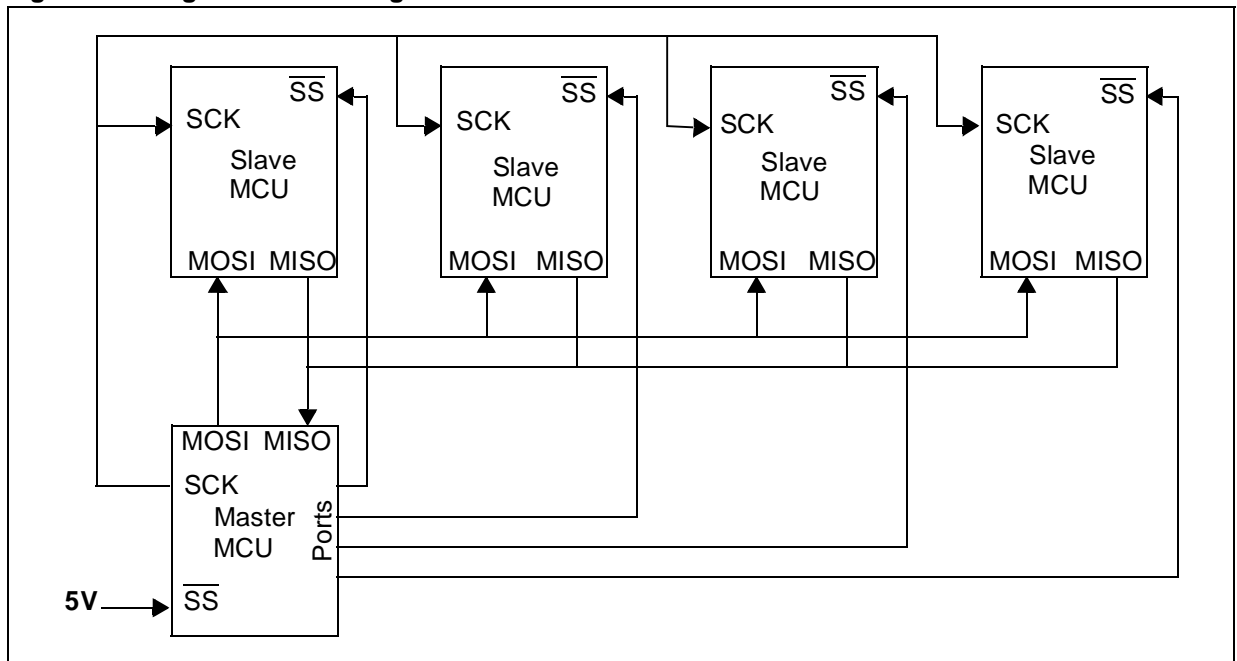 SS SS SS SS
SCK SCK SCK SCK
Slave Slave Slave Slave
MCU MCU MCU MCU
MOSI MISO MOSI MISO MOSI MISO MOSI MISO
MOSI MISO
SCK
Master
MCU
Ports
5V SS